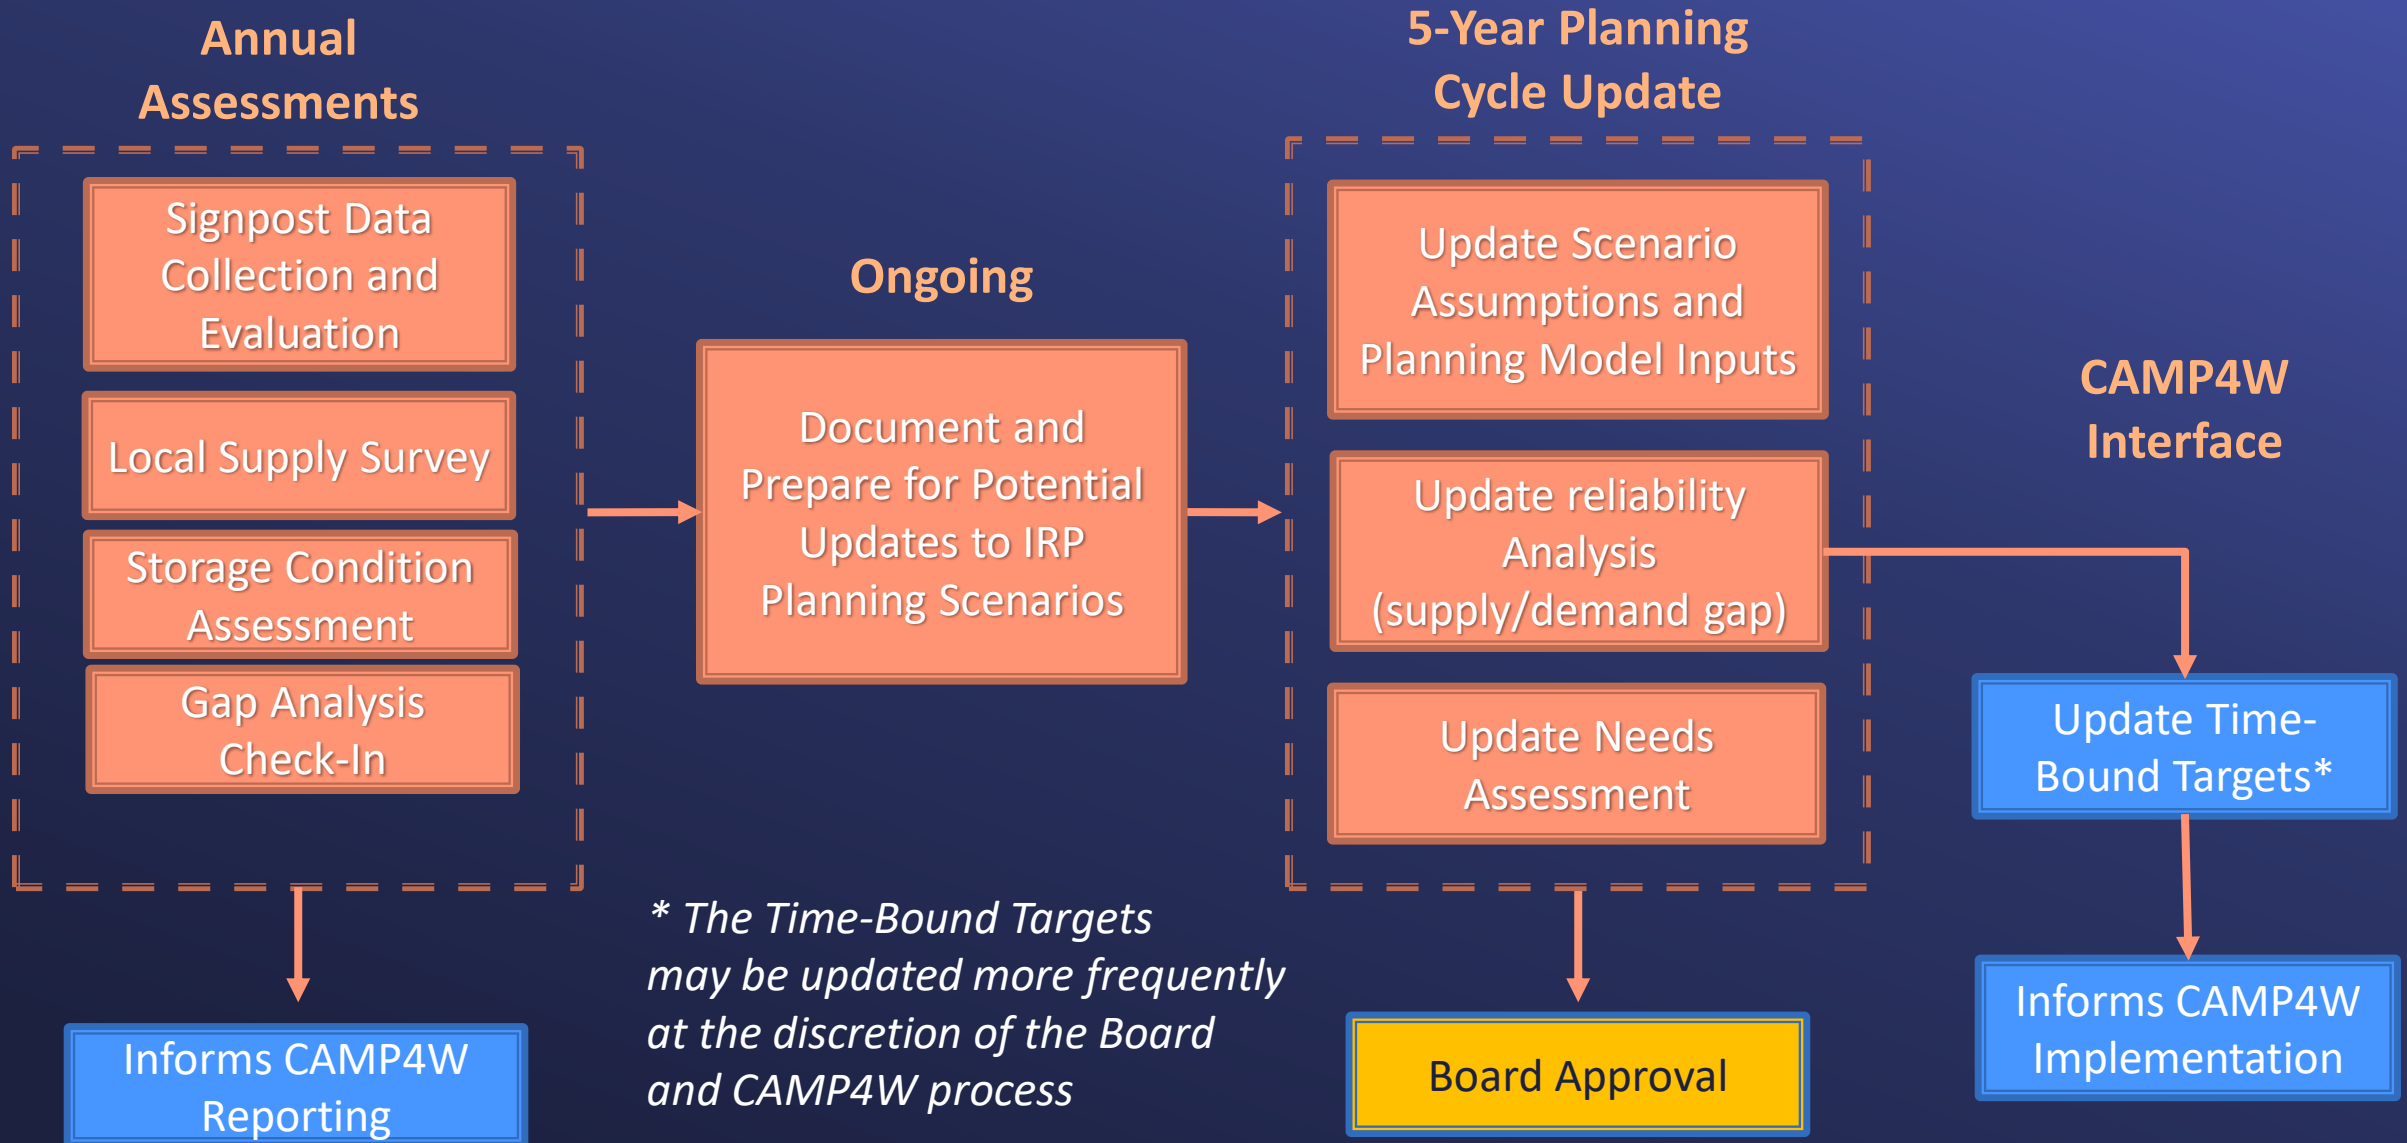 Annual
Assessments
Signpost Data
Collection and
Evaluation
Local Supply Survey
Storage Condition
Assessment
Gap Analysis
Check-In
Informs CAMP4W
Reporting
Ongoing
Document and
Prepare for Potential
Updates to IRP
Planning Scenarios
* The Time-Bound Targets
may be updated more frequently
at the discretion of the Board
and CAMP4W process
5-Year Planning
Cycle Update
Update Scenario
Assumptions and
Planning Model Inputs
Update reliability
Analysis
(supply/demand gap)
Update Needs
Assessment
Board Approval
CAMP4W
Interface
Update Time-
Bound Targets*
Informs CAMP4W
Implementation